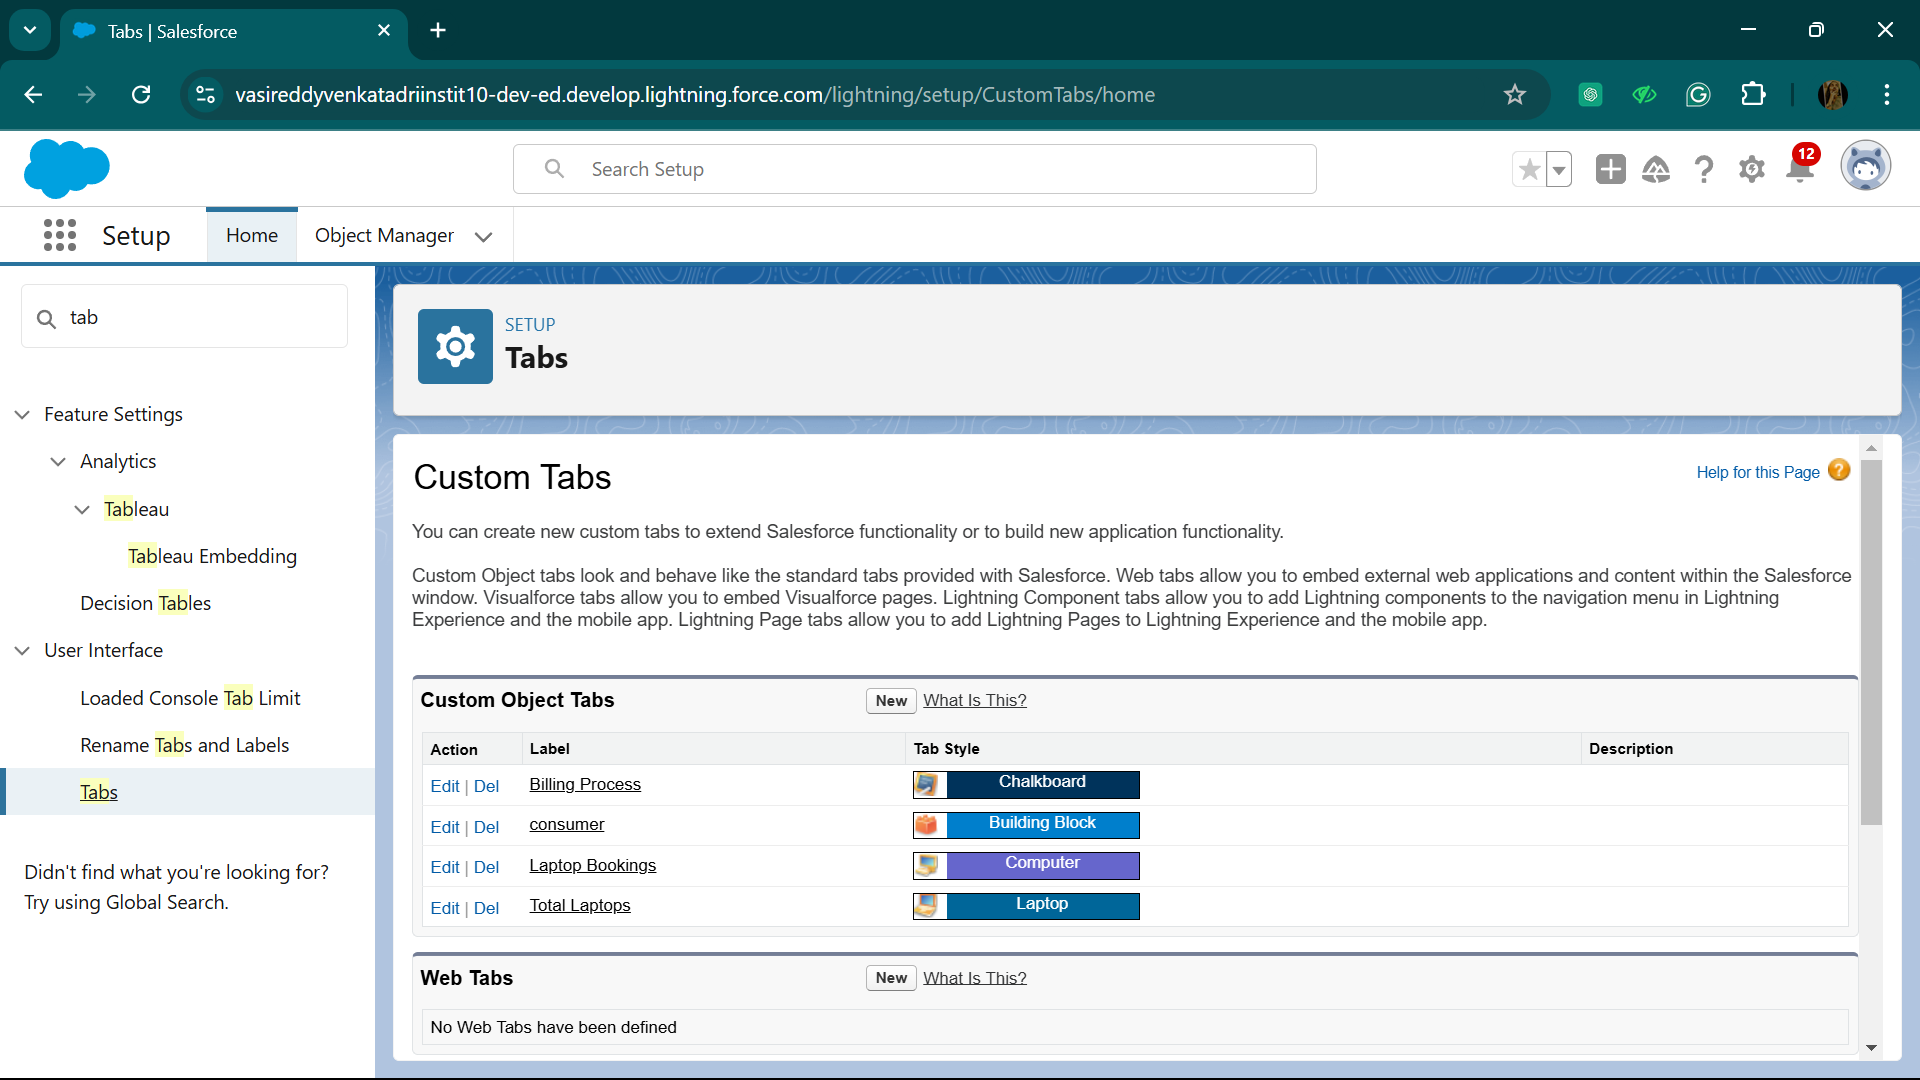 Tabs | Salesforce
vasireddyvenkatadriinstit10-dev-ed.develop.lightning.force.com/lightning/setup/CustomTabs/home
Search Setup
12
Setup
Home
Object Manager
tab
Feature Settings
Analytics
Tableau
Tableau Embedding
Decision Tables
User Interface
Loaded Console Tab Limit
Rename Tabs and Labels
Tabs
Didn't find what you're looking for?
Try using Global Search.
SETUP
Tabs
Custom Tabs
Help for this Page ?
You can create new custom tabs to extend Salesforce functionality or to build new application functionality.
Custom Object tabs look and behave like the standard tabs provided with Salesforce. Web tabs allow you to embed external web applications and content within the Salesforce
window. Visualforce tabs allow you to embed Visualforce pages. Lightning Component tabs allow you to add Lightning components to the navigation menu in Lightning
Experience and the mobile app. Lightning Page tabs allow you to add Lightning Pages to Lightning Experience and the mobile app.
Custom Object Tabs New What Is This?
Action Label Tab Style Description
Edit | Del Billing Process Chalkboard
Edit | Del consumer Building Block
Edit | Del Laptop Bookings Computer
Edit | Del Total Laptops Laptop
Web Tabs New What Is This?
No Web Tabs have been defined